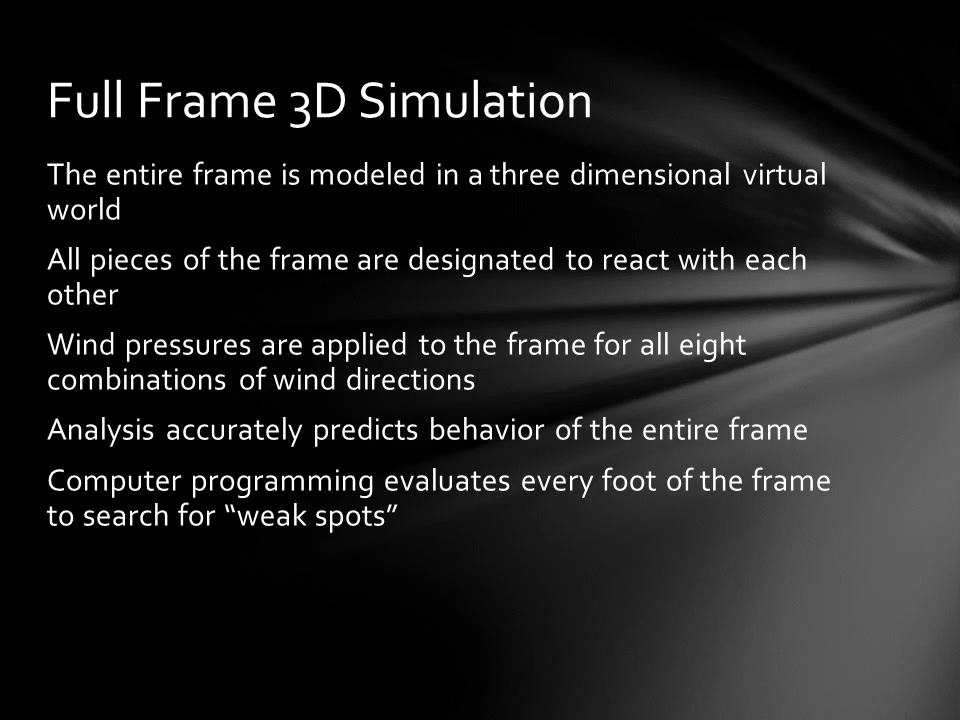 Full Frame 3D Simulation
The entire frame is modeled in a three dimensional virtual
world
All pieces of the frame are designated to react with each
other
Wind pressures are applied to the frame for all eight
combinations of wind directions
Analysis accurately predicts behavior of the entire frame
Computer programming evaluates every foot of the frame
to search for “weak spots”